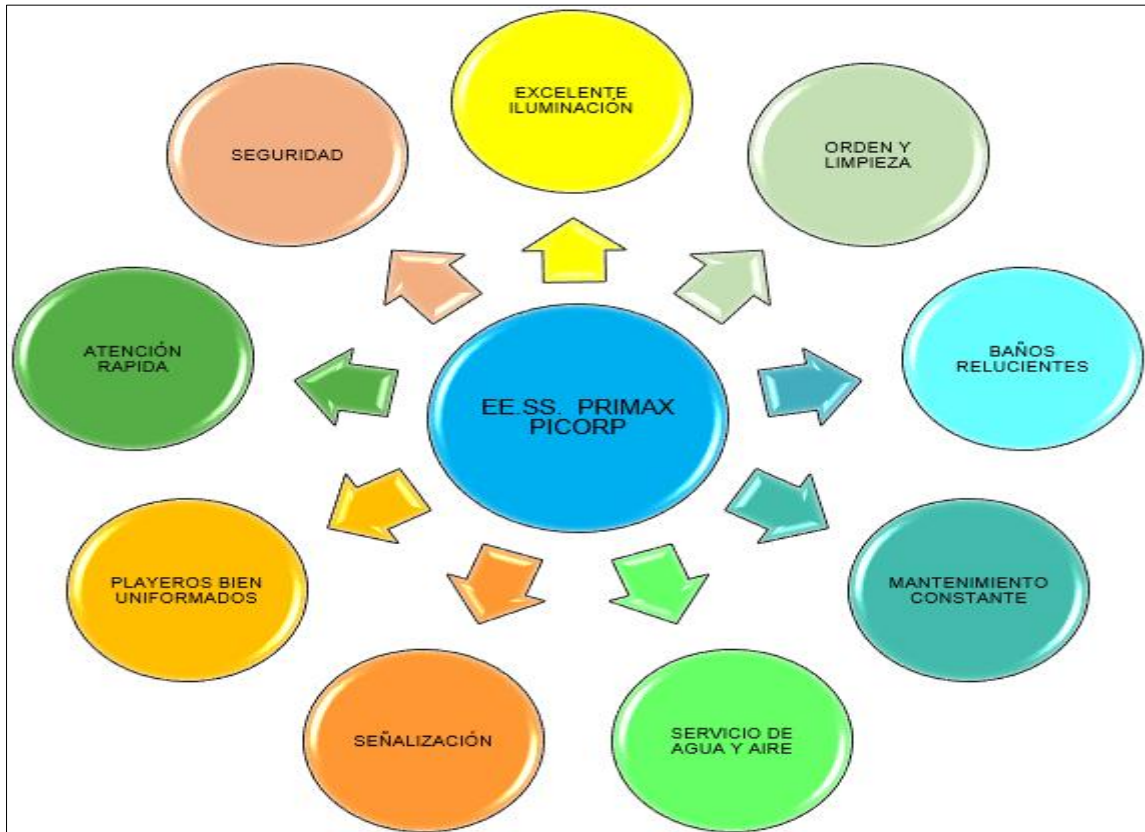 EXCELENTE
ILUMINACIÓN
ORDEN Y
LIMPIEZA
BAÑOS
RELUCIENTES
MANTENIMIENTO
CONSTANTE
SERVICIO DE
AGUA Y AIRE
SEÑALIZACIÓN
PLAYEROS BIEN
UNIFORMADOS
ATENCIÓN
RAPIDA
SEGURIDAD
EE.SS. PRIMAX
PICORP